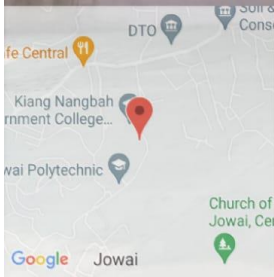 Soil &
DTO
Conse
fe Central
Kiang Nangbah
rnment College...
wai Polytechnic
Church of
Jowai, Cer
Google
Jowai